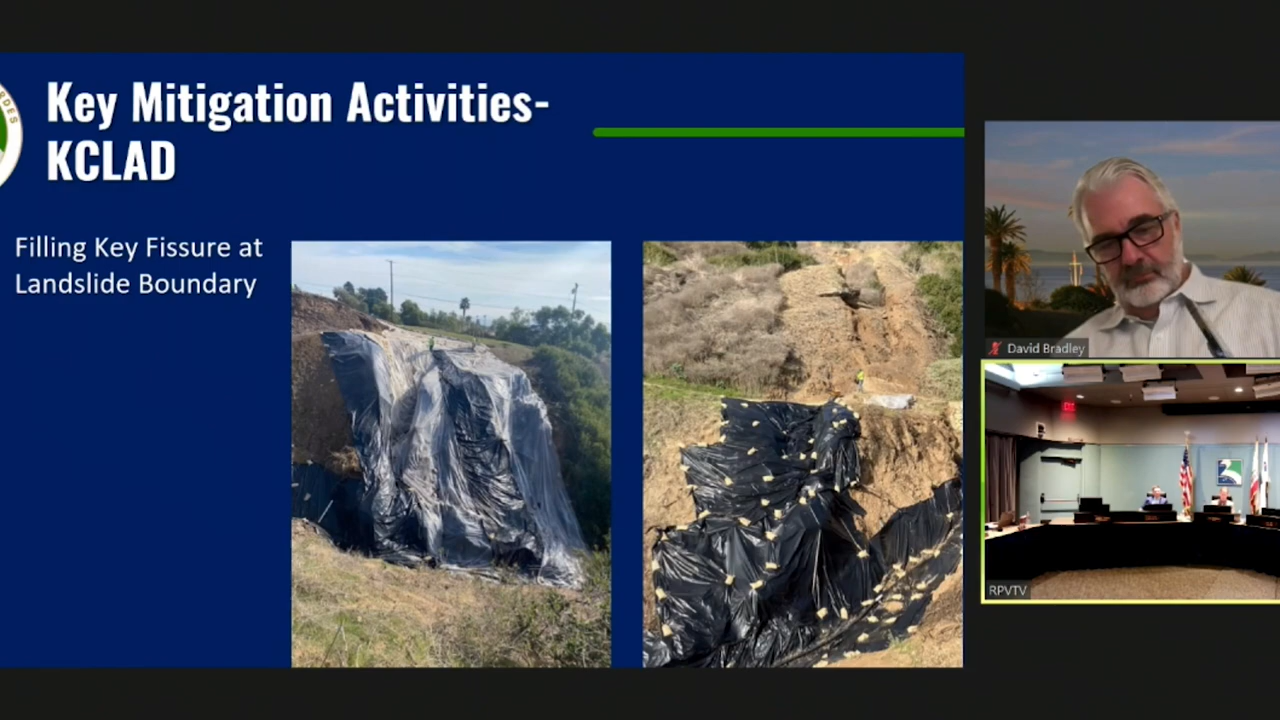 Key Mitigation Activities-
KCLAD
Filling Key Fissure at
Landslide Boundary
David Bradley
RPVTV